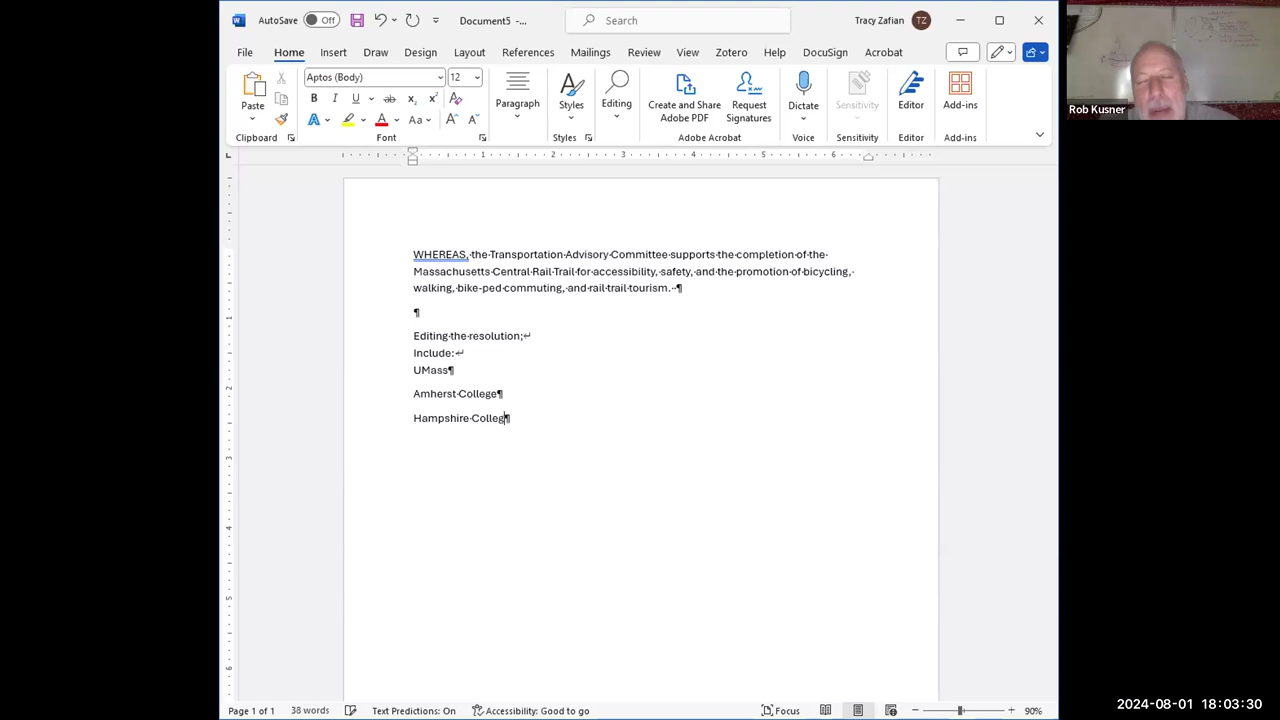 AutoSave Off Document5 -... Search Tracy Zafian TZ
File Home Insert Draw Design Layout References Mailings Review View Zotero Help DocuSign Acrobat
Aptos (Body) 12
Paste Paragraph Styles Editing Create and Share Adobe PDF Request Signatures Dictate Sensitivity Editor Add-ins
Clipboard Font Styles Adobe Acrobat Voice Sensitivity Editor Add-ins
Rob Kusner
WHEREAS, the Transportation Advisory Committee supports the completion of the
Massachusetts Central Rail Trail for accessibility, safety, and the promotion of bicycling,
walking, bike-ped commuting, and rail trail tourism. ¶
¶
Editing the resolution;
Include:
UMass¶
Amherst College¶
Hampshire Colleg¶
Page 1 of 1 38 words Text Predictions: On Accessibility: Good to go Focus 90%
2024-08-01 18:03:30